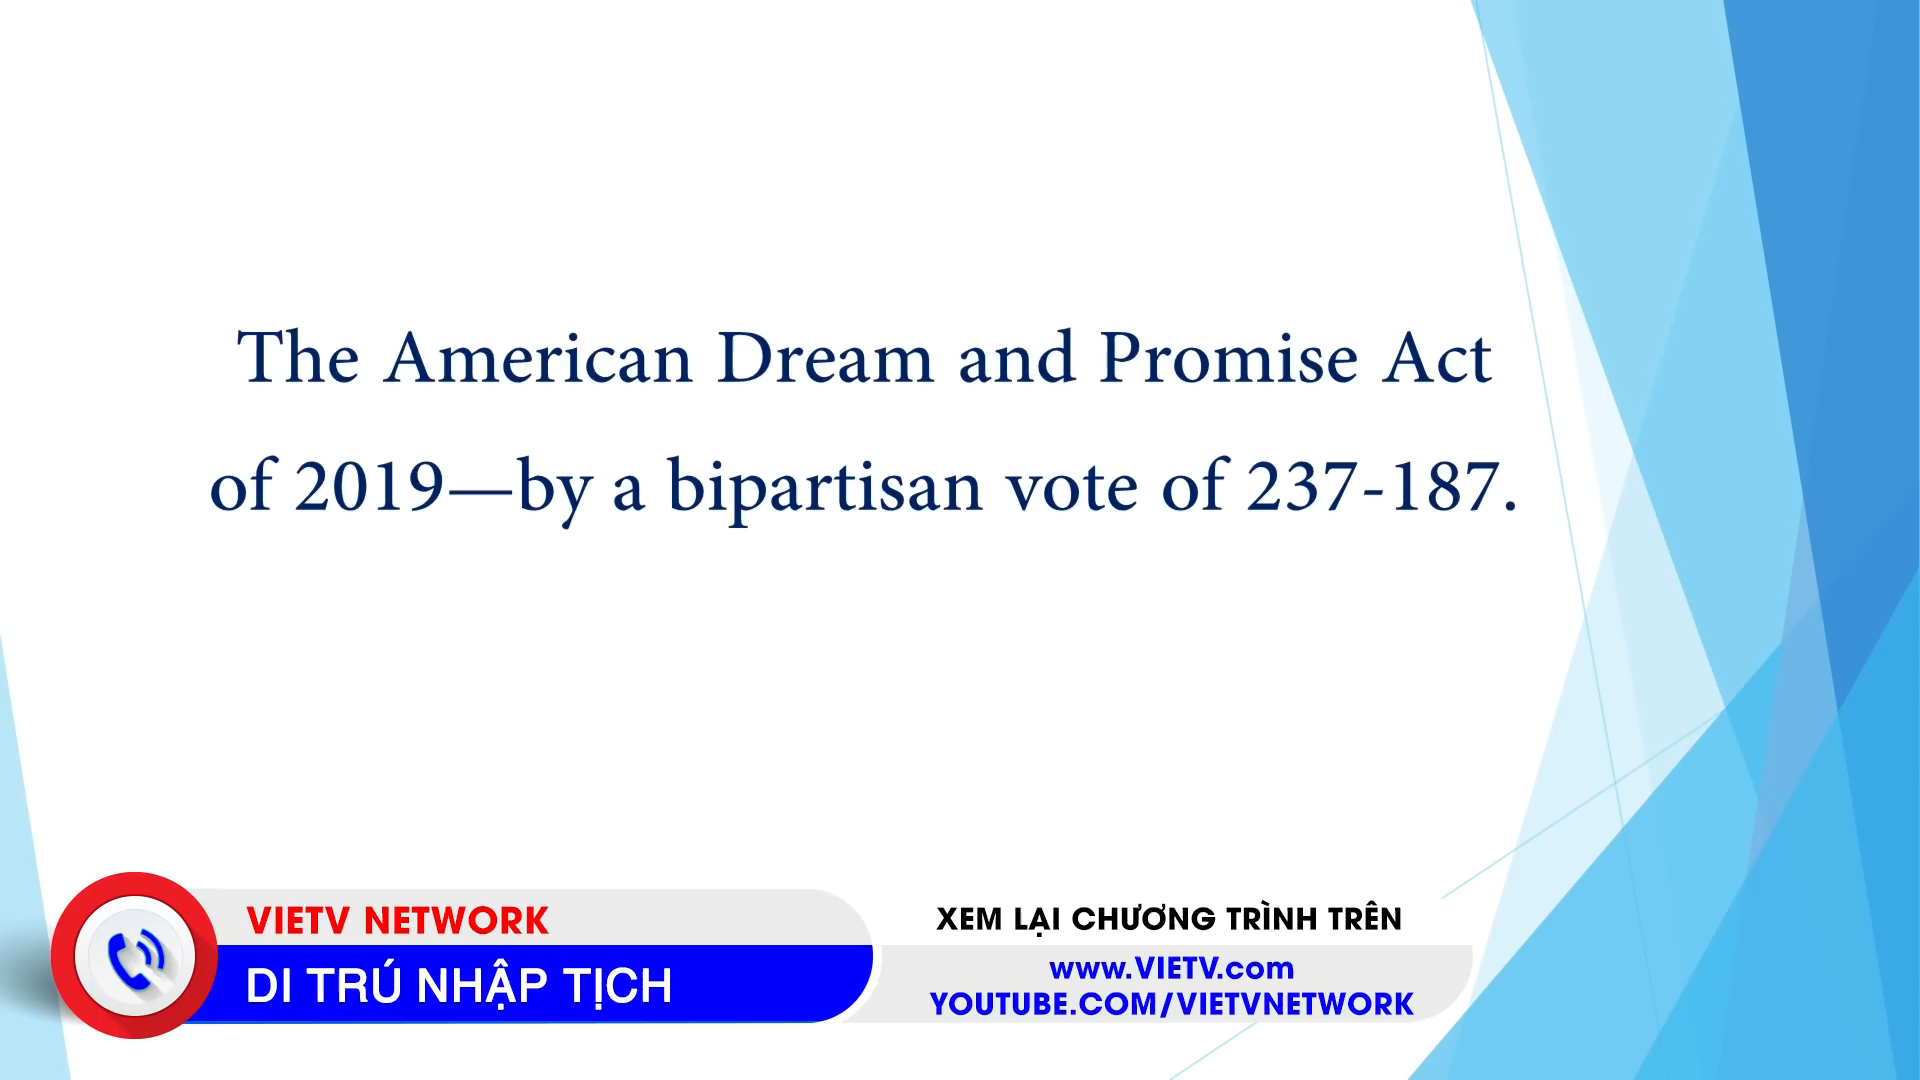 The American Dream and Promise Act
of 2019—by a bipartisan vote of 237-187.
VIETV NETWORK
DI TRÚ NHẬP TỊCH
XEM LẠI CHƯƠNG TRÌNH TRÊN
www.VIETV.com
YOUTUBE.COM/VIETVNETWORK